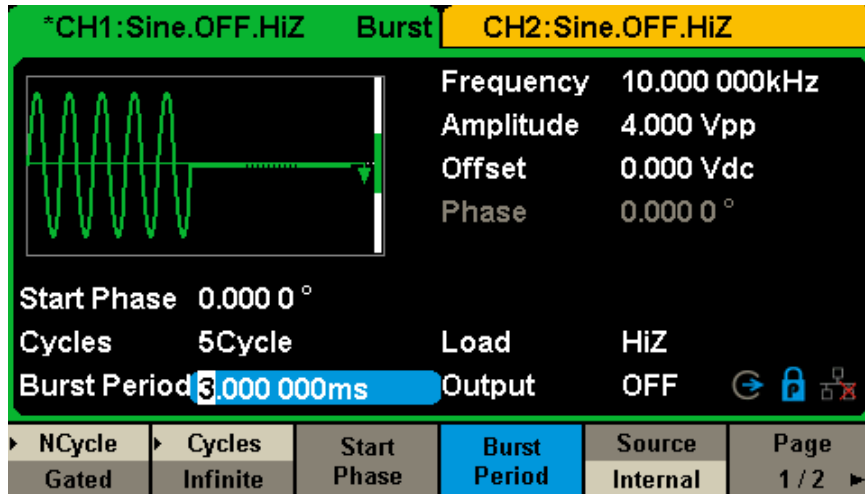 *CH1:Sine.OFF.HiZ Burst CH2:Sine.OFF.HiZ
Frequency 10.000 000kHz
Amplitude 4.000 Vpp
Offset 0.000 Vdc
Phase 0.000 0 °
Start Phase 0.000 0 °
Cycles 5Cycle Load HiZ
Burst Period 3.000 000ms Output OFF P
NCycle Cycles Start Burst Source Page
Gated Infinite Phase Period Internal 1 / 2